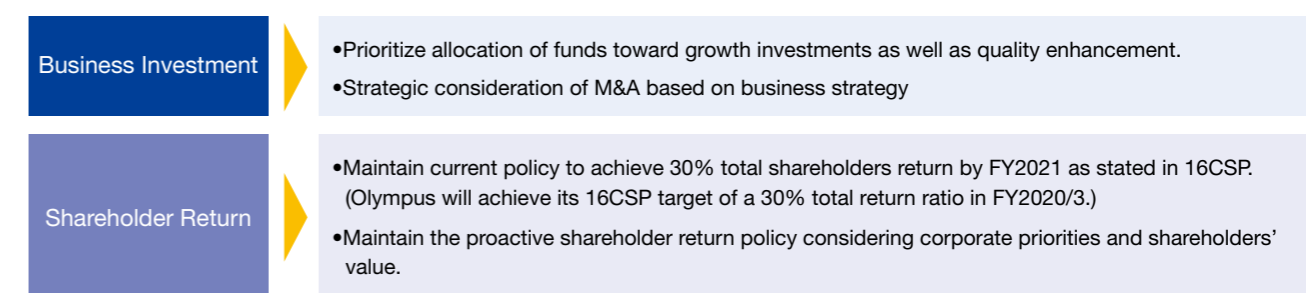 Business Investment
•Prioritize allocation of funds toward growth investments as well as quality enhancement.
•Strategic consideration of M&A based on business strategy
Shareholder Return
•Maintain current policy to achieve 30% total shareholders return by FY2021 as stated in 16CSP.
(Olympus will achieve its 16CSP target of a 30% total return ratio in FY2020/3.)
•Maintain the proactive shareholder return policy considering corporate priorities and shareholders’
value.